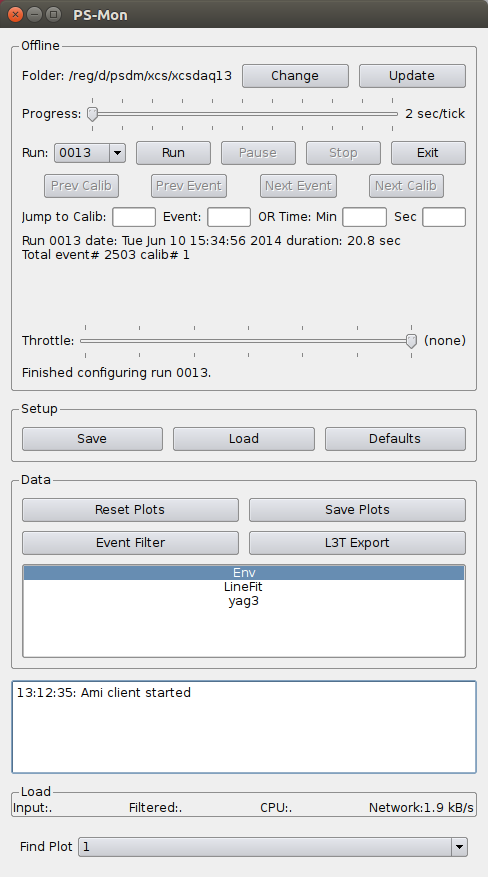 PS-Mon
Offline
Folder: /reg/d/psdm/xcs/xcsdaq13 Change Update
Progress: 2 sec/tick
Run: 0013 Run Pause Stop Exit
Prev Calib Prev Event Next Event Next Calib
Jump to Calib: Event: OR Time: Min Sec
Run 0013 date: Tue Jun 10 15:34:56 2014 duration: 20.8 sec
Total event# 2503 calib# 1
Throttle: (none)
Finished configuring run 0013.
Setup
Save Load Defaults
Data
Reset Plots Save Plots
Event Filter L3T Export
Env
LineFit
yag3
13:12:35: Ami client started
Load
Input:. Filtered:. CPU:. Network:1.9 kB/s
Find Plot 1